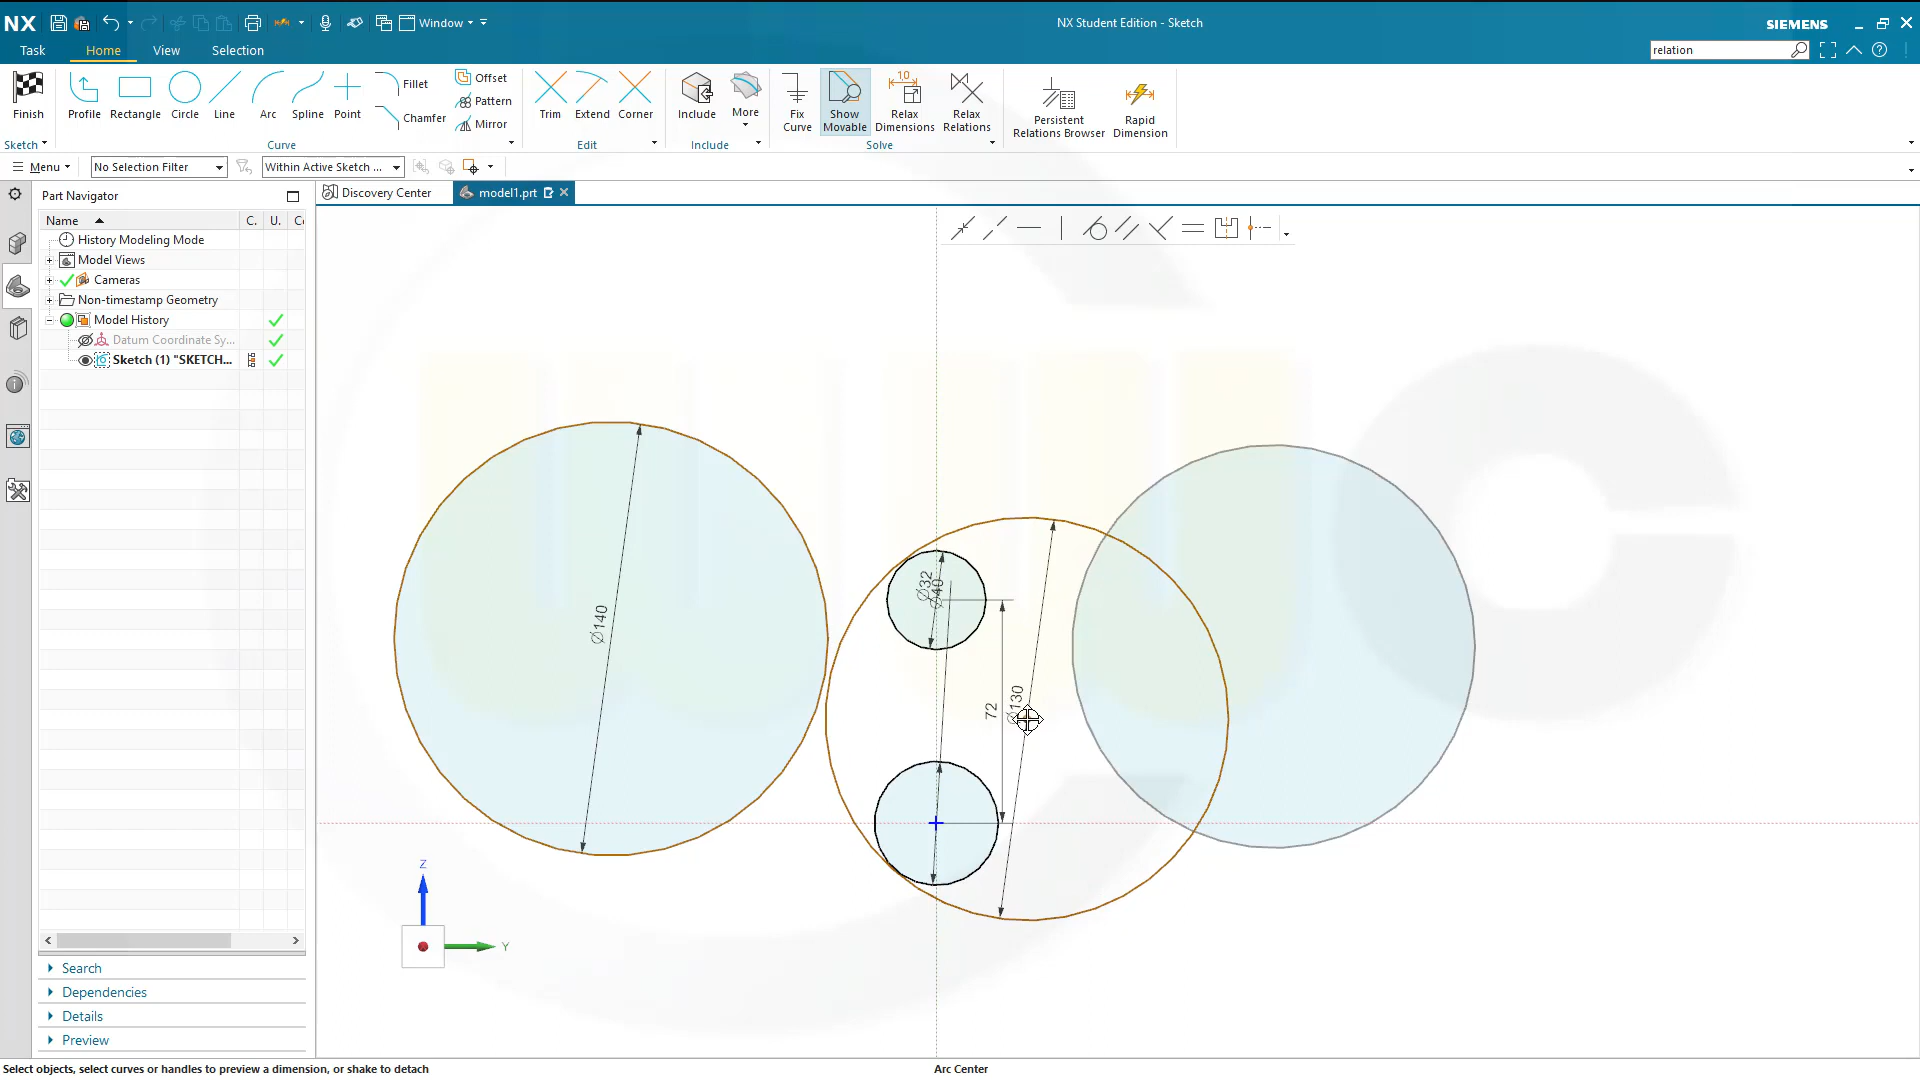 NX
Window
NX Student Edition - Sketch
SIEMENS
Task
Home
View
Selection
relation
Finish
Profile
Rectangle
Circle
Line
Arc
Spline
Point
Fillet
Chamfer
Offset
Pattern
Mirror
Trim
Extend
Corner
Include
More
Fix
Curve
Show
Movable
1,0
Relax
Dimensions
Relax
Relations
Persistent
Relations Browser
Rapid
Dimension
Sketch
Curve
Edit
Include
Solve
Menu
No Selection Filter
Within Active Sketch ...
Part Navigator
Discovery Center
model1.prt
Name
C.
U.
Co
History Modeling Mode
Model Views
Cameras
Non-timestamp Geometry
Model History
Datum Coordinate Sy...
Sketch (1) "SKETCH...
Ø140
Ø32
Ø40
72
Ø130
Z
Y
Search
Dependencies
Details
Preview
Select objects, select curves or handles to preview a dimension, or shake to detach
Arc Center